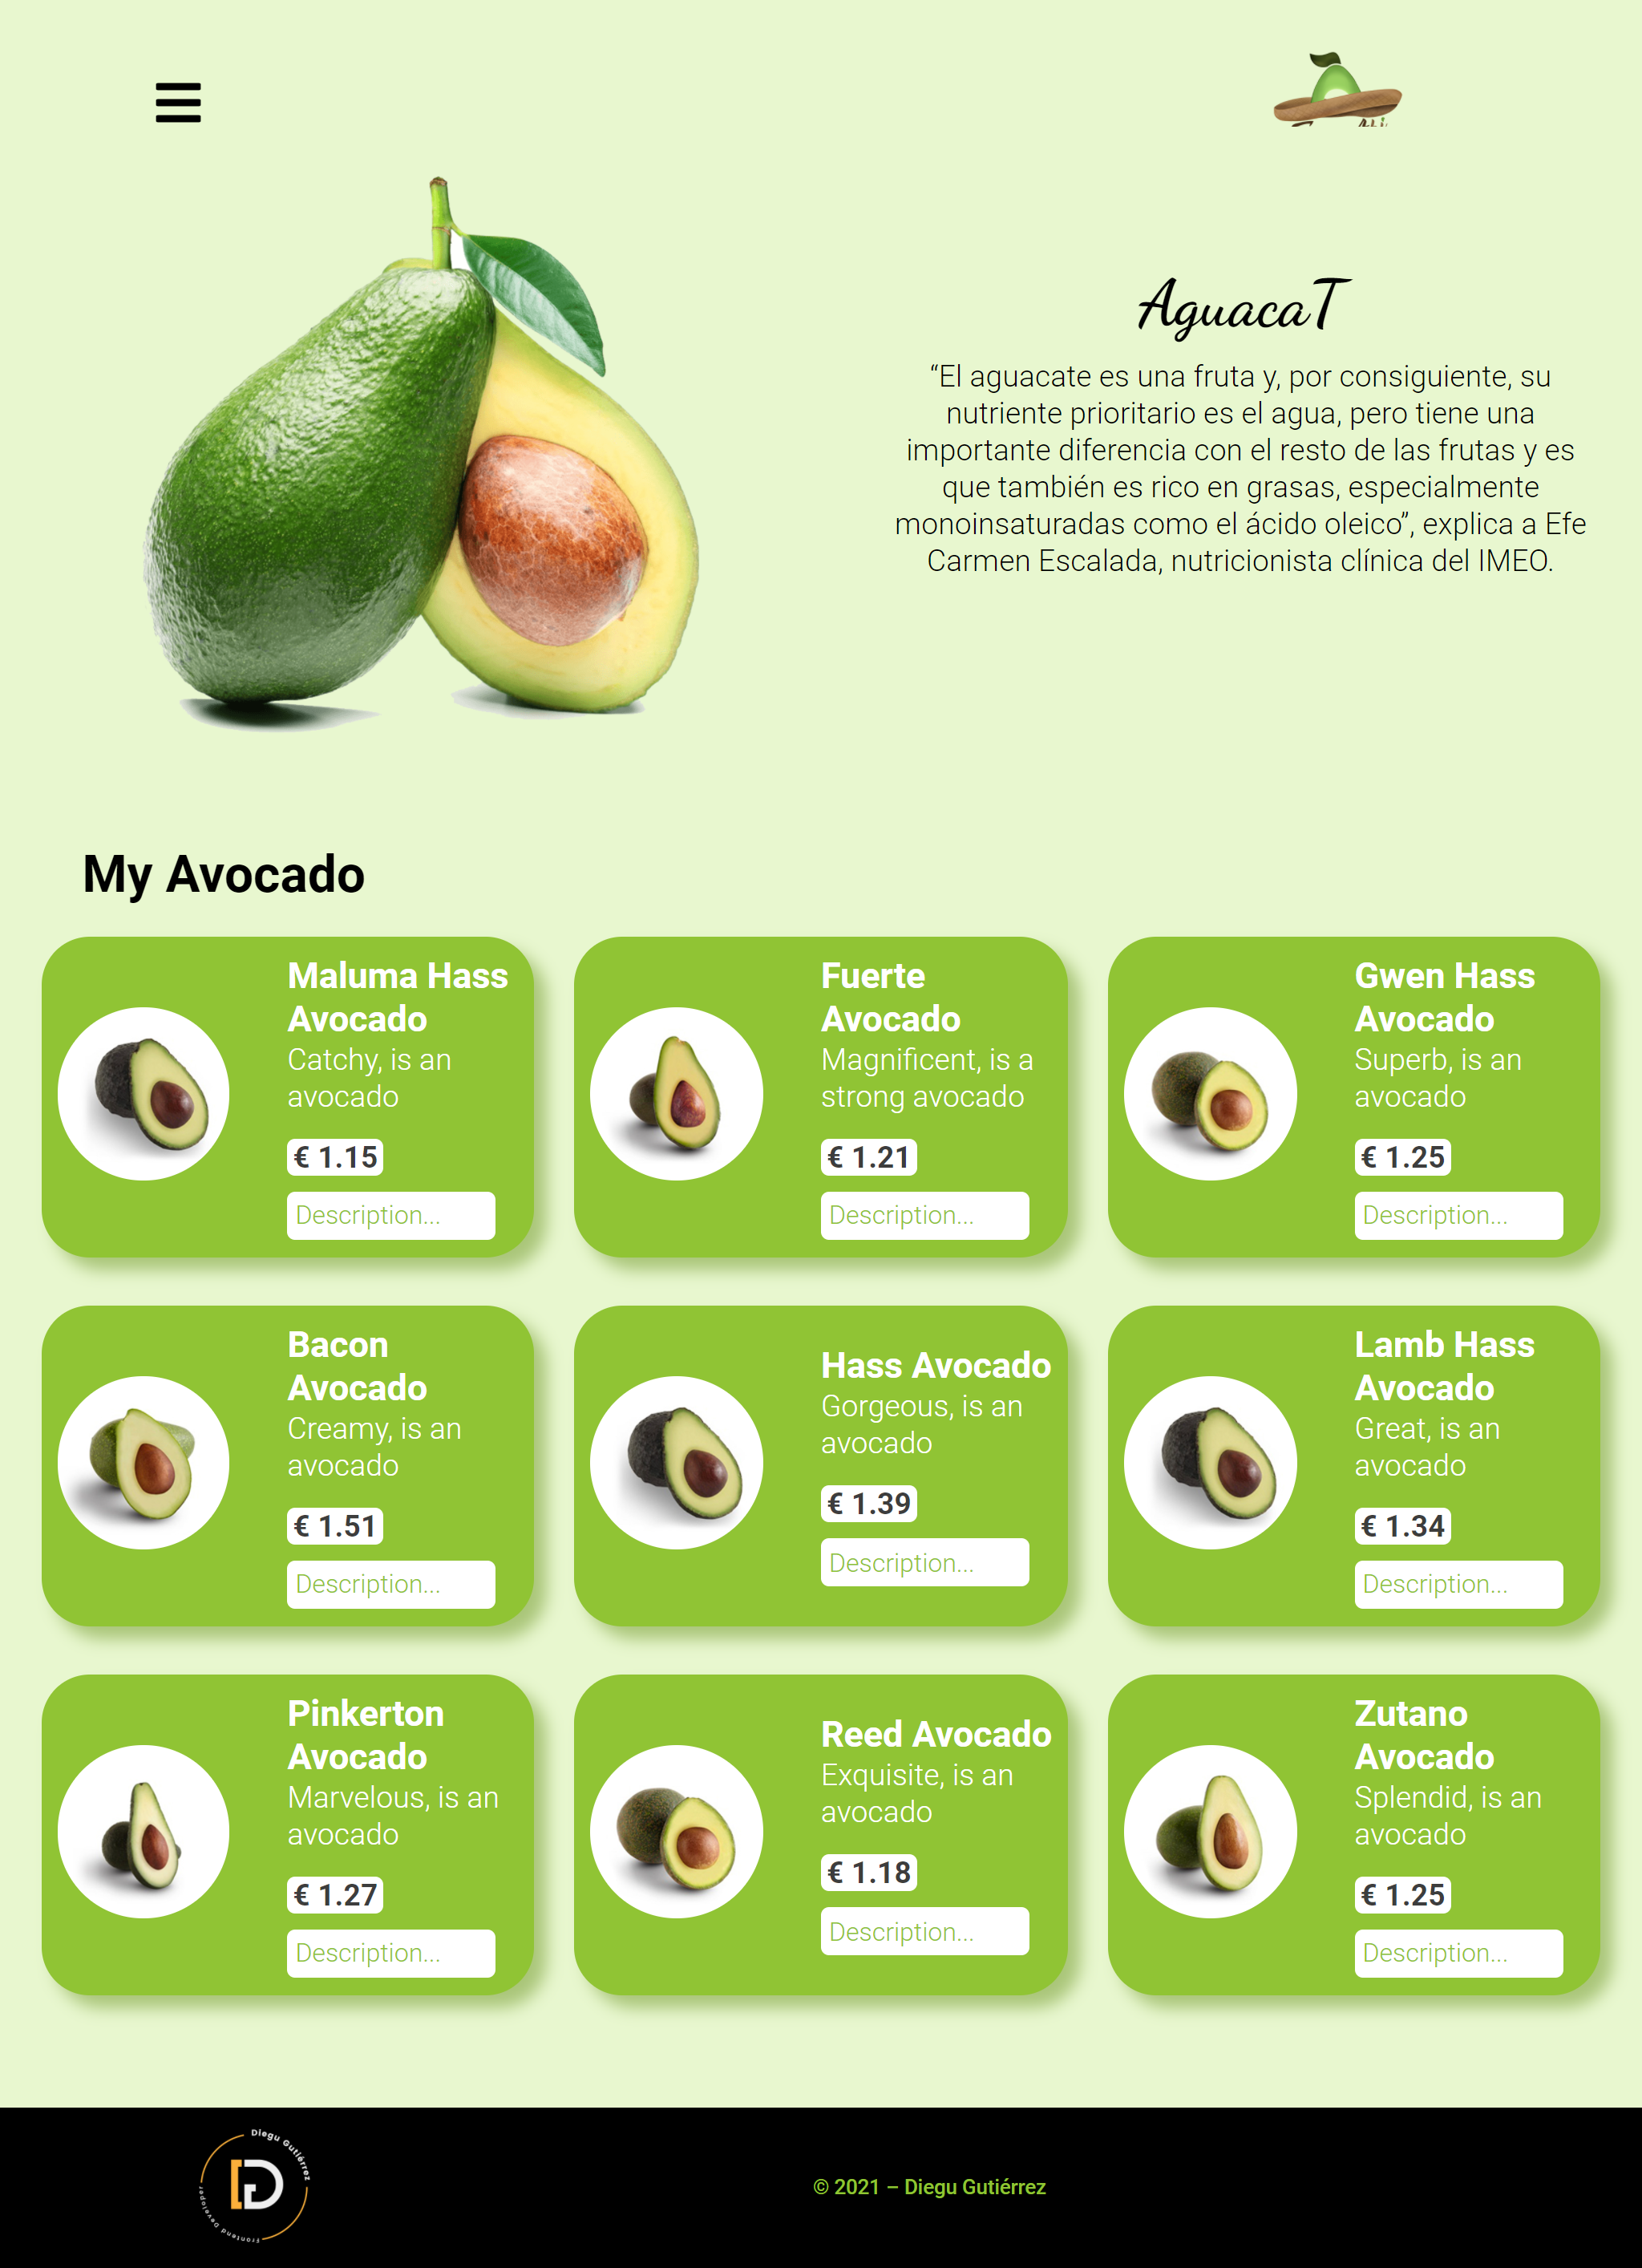 AguacaT
“El aguacate es una fruta y, por consiguiente, su
nutriente prioritario es el agua, pero tiene una
importante diferencia con el resto de las frutas y es
que también es rico en grasas, especialmente
monoinsaturadas como el ácido oleico”, explica a Efe
Carmen Escalada, nutricionista clínica del IMEO.
My Avocado
Maluma Hass
Avocado
Catchy, is an
avocado
€ 1.15
Description...
Fuerte
Avocado
Magnificent, is a
strong avocado
€ 1.21
Description...
Gwen Hass
Avocado
Superb, is an
avocado
€ 1.25
Description...
Bacon
Avocado
Creamy, is an
avocado
€ 1.51
Description...
Hass Avocado
Gorgeous, is an
avocado
€ 1.39
Description...
Lamb Hass
Avocado
Great, is an
avocado
€ 1.34
Description...
Pinkerton
Avocado
Marvelous, is an
avocado
€ 1.27
Description...
Reed Avocado
Exquisite, is an
avocado
€ 1.18
Description...
Zutano
Avocado
Splendid, is an
avocado
€ 1.25
Description...
Diegu Gutiérrez
Frontend Developer
© 2021 – Diegu Gutiérrez